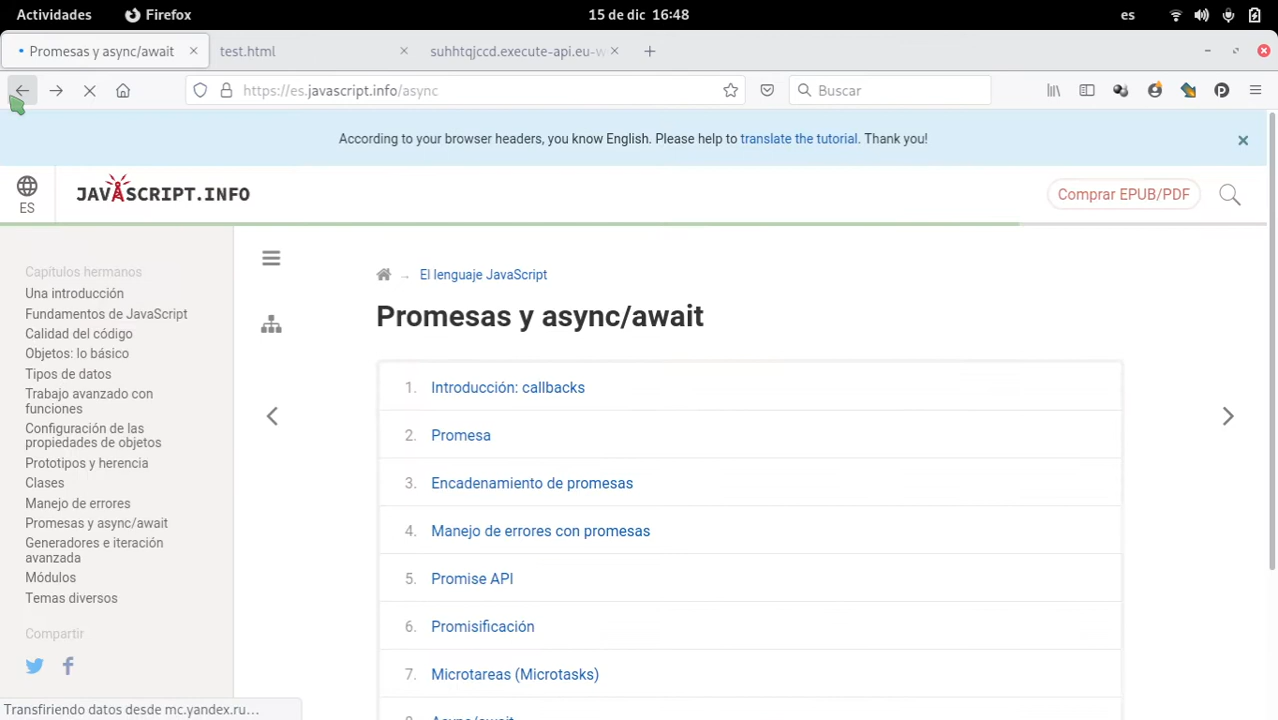 Actividades
Firefox
15 de dic 16:48
es
Promesas y async/await
test.html
suhhtqjccd.execute-api.eu-w
https://es.javascript.info/async
Buscar
According to your browser headers, you know English. Please help to translate the tutorial. Thank you!
ES
JAVASCRIPT.INFO
Comprar EPUB/PDF
Capítulos hermanos
Una introducción
Fundamentos de JavaScript
Calidad del código
Objetos: lo básico
Tipos de datos
Trabajo avanzado con
funciones
Configuración de las
propiedades de objetos
Prototipos y herencia
Clases
Manejo de errores
Promesas y async/await
Generadores e iteración
avanzada
Módulos
Temas diversos
Compartir
→ El lenguaje JavaScript
Promesas y async/await
1. Introducción: callbacks
2. Promesa
3. Encadenamiento de promesas
4. Manejo de errores con promesas
5. Promise API
6. Promisificación
7. Microtareas (Microtasks)
8. Async/await
Transfiriendo datos desde mc.yandex.ru…